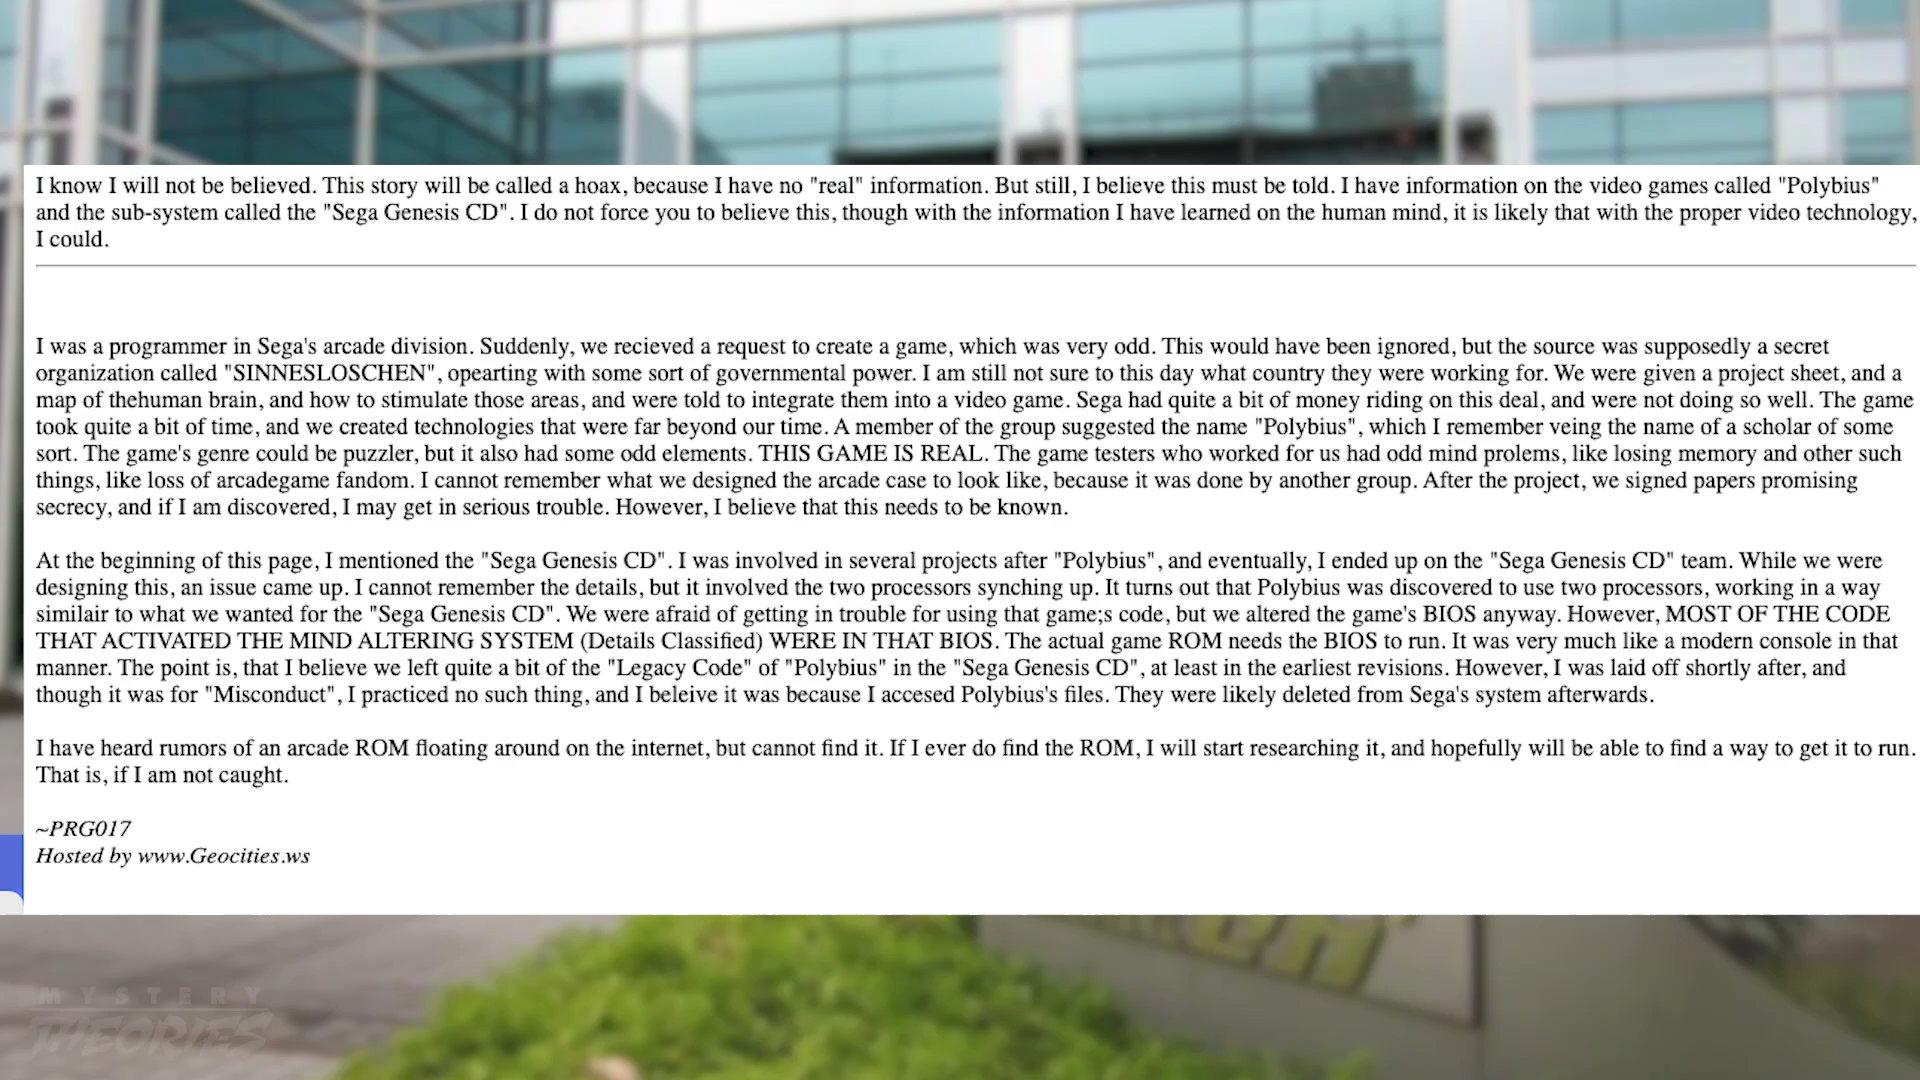 I know I will not be believed. This story will be called a hoax, because I have no "real" information. But still, I believe this must be told. I have information on the video games called "Polybius"
and the sub-system called the "Sega Genesis CD". I do not force you to believe this, though with the information I have learned on the human mind, it is likely that with the proper video technology,
I could.
I was a programmer in Sega's arcade division. Suddenly, we recieved a request to create a game, which was very odd. This would have been ignored, but the source was supposedly a secret
organization called "SINNESLOSCHEN", opearting with some sort of governmental power. I am still not sure to this day what country they were working for. We were given a project sheet, and a
map of thehuman brain, and how to stimulate those areas, and were told to integrate them into a video game. Sega had quite a bit of money riding on this deal, and were not doing so well. The game
took quite a bit of time, and we created technologies that were far beyond our time. A member of the group suggested the name "Polybius", which I remember veing the name of a scholar of some
sort. The game's genre could be puzzler, but it also had some odd elements. THIS GAME IS REAL. The game testers who worked for us had odd mind prolems, like losing memory and other such
things, like loss of arcadegame fandom. I cannot remember what we designed the arcade case to look like, because it was done by another group. After the project, we signed papers promising
secrecy, and if I am discovered, I may get in serious trouble. However, I believe that this needs to be known.
At the beginning of this page, I mentioned the "Sega Genesis CD". I was involved in several projects after "Polybius", and eventually, I ended up on the "Sega Genesis CD" team. While we were
designing this, an issue came up. I cannot remember the details, but it involved the two processors synching up. It turns out that Polybius was discovered to use two processors, working in a way
similair to what we wanted for the "Sega Genesis CD". We were afraid of getting in trouble for using that game;s code, but we altered the game's BIOS anyway. However, MOST OF THE CODE
THAT ACTIVATED THE MIND ALTERING SYSTEM (Details Classified) WERE IN THAT BIOS. The actual game ROM needs the BIOS to run. It was very much like a modern console in that
manner. The point is, that I believe we left quite a bit of the "Legacy Code" of "Polybius" in the "Sega Genesis CD", at least in the earliest revisions. However, I was laid off shortly after, and
though it was for "Misconduct", I practiced no such thing, and I beleive it was because I accesed Polybius's files. They were likely deleted from Sega's system afterwards.
I have heard rumors of an arcade ROM floating around on the internet, but cannot find it. If I ever do find the ROM, I will start researching it, and hopefully will be able to find a way to get it to run.
That is, if I am not caught.
~PRG017
Hosted by www.Geocities.ws
MYSTERY
THEORIES